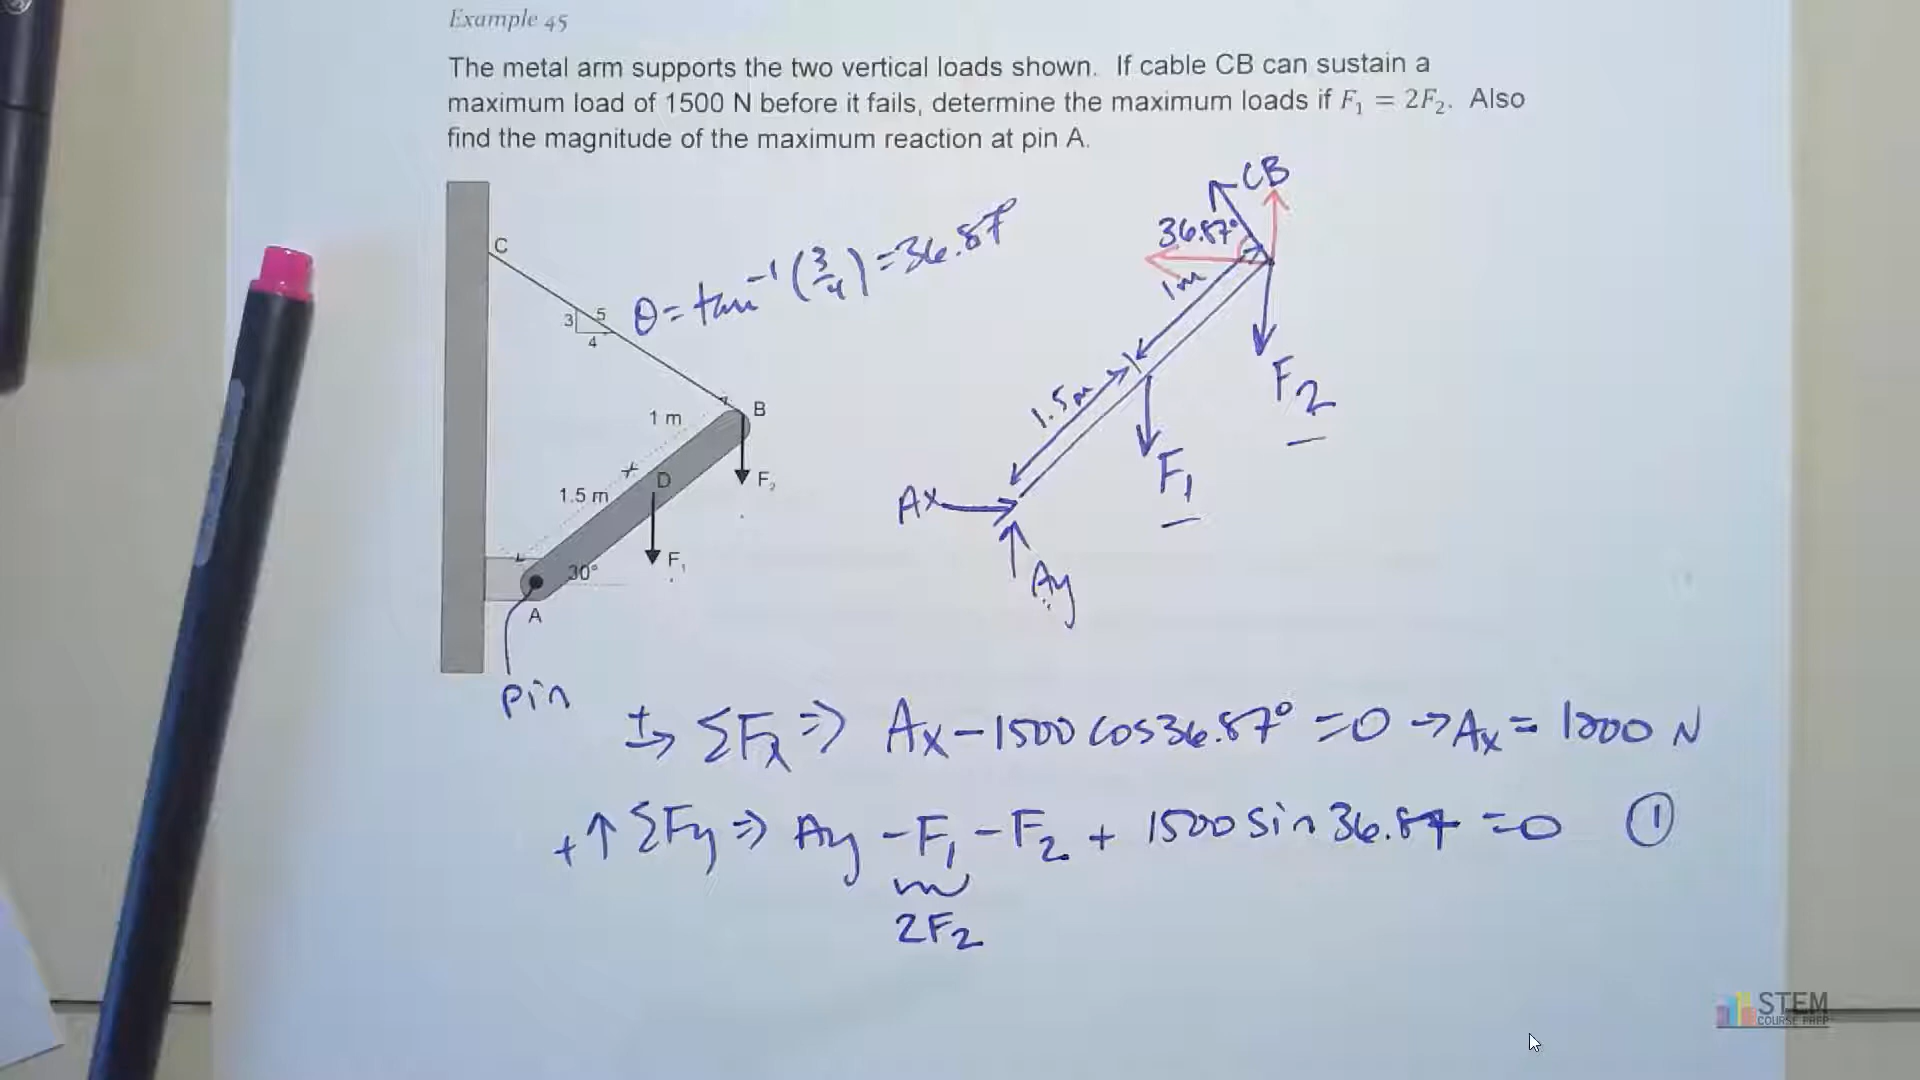 Example 45
The metal arm supports the two vertical loads shown. If cable CB can sustain a
maximum load of 1500 N before it fails, determine the maximum loads if F₁ = 2F₂. Also
find the magnitude of the maximum reaction at pin A.
C
3 5
4
θ = tan⁻¹(3/4) = 36.87
CB
36.87°
1m
1.5m
F₂
F₁
Ax
Ay
1 m
B
D
1.5 m
F₂
F₁
30°
A
pin
+→ ΣFx ⇒ Ax - 1500 cos 36.87° = 0 → Ax = 1200 N
+↑ ΣFy ⇒ Ay - F₁ - F₂ + 1500 sin 36.87 = 0 ①
2F₂
STEM
COURSE PREP